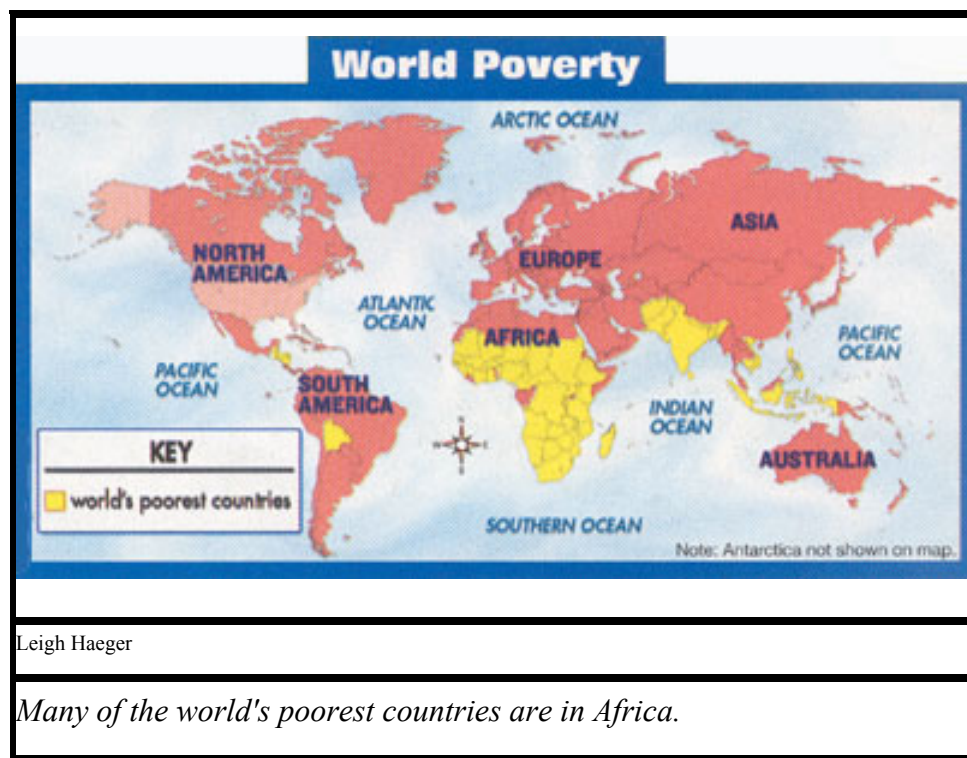 World Poverty
ARCTIC OCEAN
NORTH
AMERICA
EUROPE
ASIA
ATLANTIC
OCEAN
AFRICA
PACIFIC
OCEAN
PACIFIC
OCEAN
SOUTH
AMERICA
INDIAN
OCEAN
N
W E
S
KEY
world's poorest countries
AUSTRALIA
SOUTHERN OCEAN
Note: Antarctica not shown on map.
Leigh Haeger
Many of the world's poorest countries are in Africa.